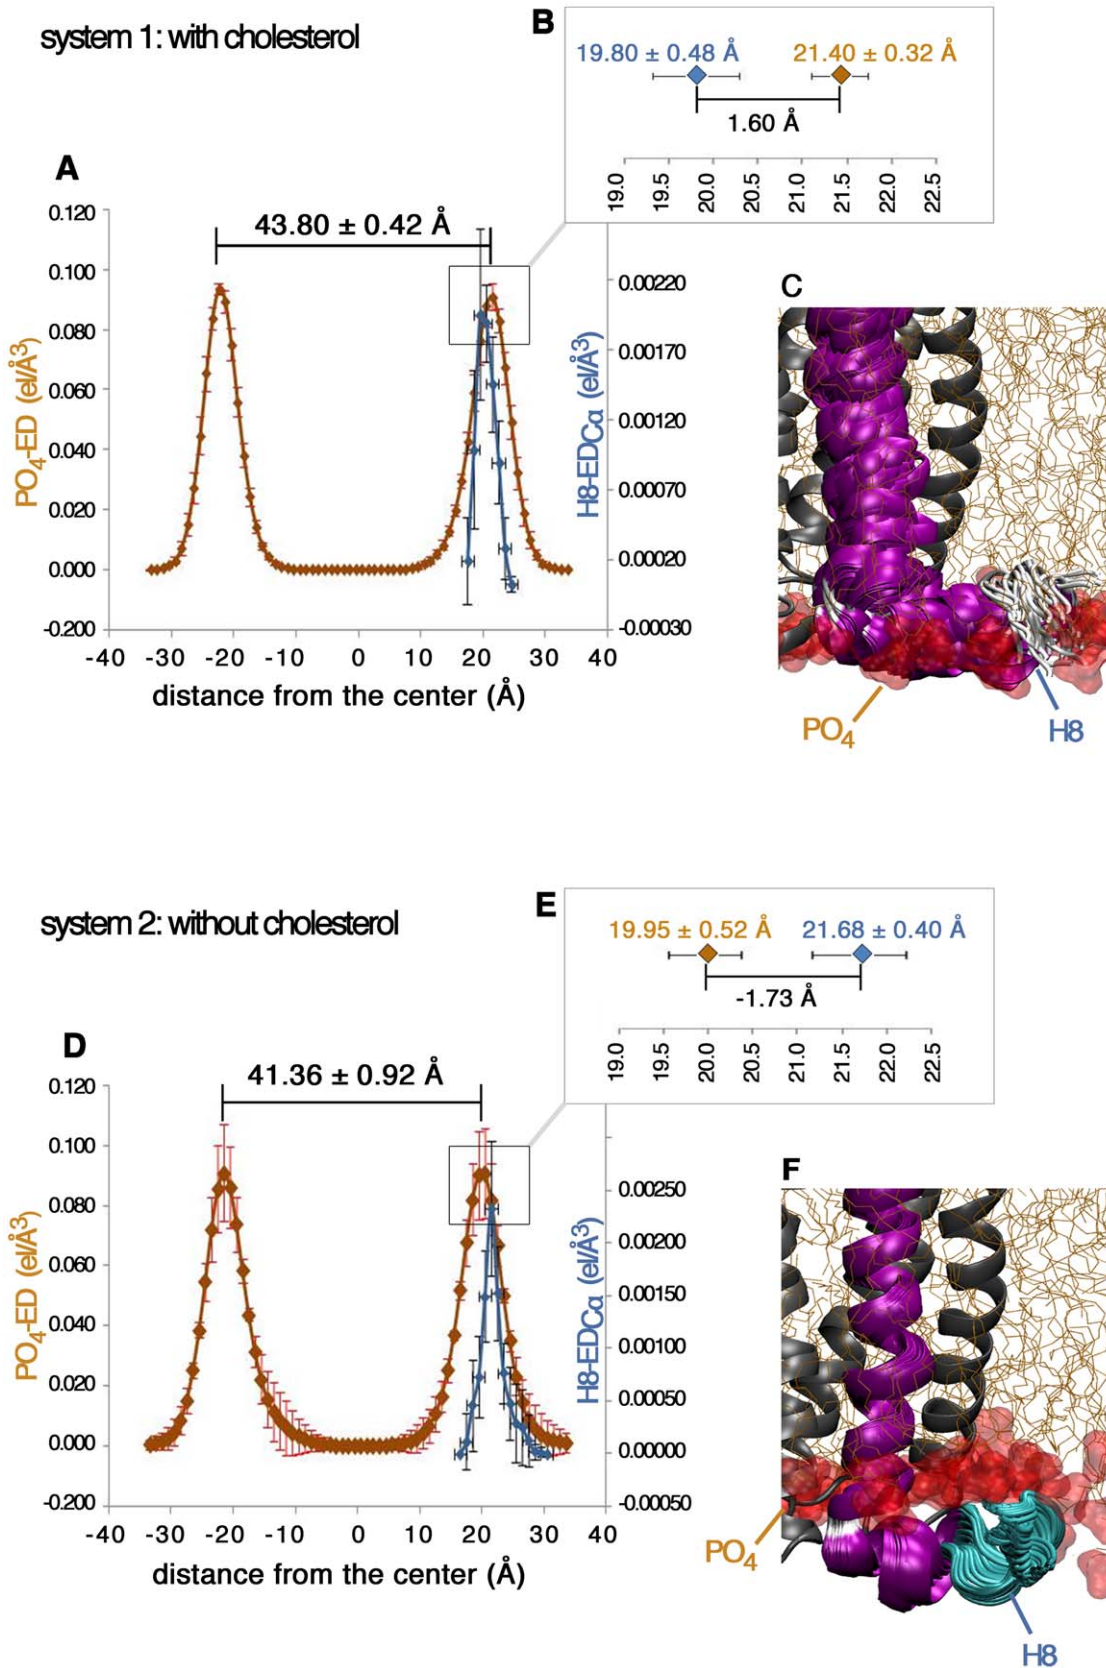 system 1: with cholesterol
B
19.80 ± 0.48 Å
21.40 ± 0.32 Å
1.60 Å
19.0
19.5
20.0
20.5
21.0
21.5
22.0
22.5
A
43.80 ± 0.42 Å
0.120
0.100
0.080
0.060
0.040
0.020
0.000
-0.200
PO4-ED (el/Å3)
0.00220
0.00170
0.00120
0.00070
0.00020
-0.00030
H8-EDCα (el/Å3)
-40 -30 -20 -10 0 10 20 30 40
distance from the center (Å)
C
PO4
H8
system 2: without cholesterol
E
19.95 ± 0.52 Å
21.68 ± 0.40 Å
-1.73 Å
19.0
19.5
20.0
20.5
21.0
21.5
22.0
22.5
D
41.36 ± 0.92 Å
0.120
0.100
0.080
0.060
0.040
0.020
0.000
-0.200
PO4-ED (el/Å3)
0.00250
0.00200
0.00150
0.00100
0.00050
0.00000
-0.00050
H8-EDCα (el/Å3)
-40 -30 -20 -10 0 10 20 30 40
distance from the center (Å)
F
PO4
H8